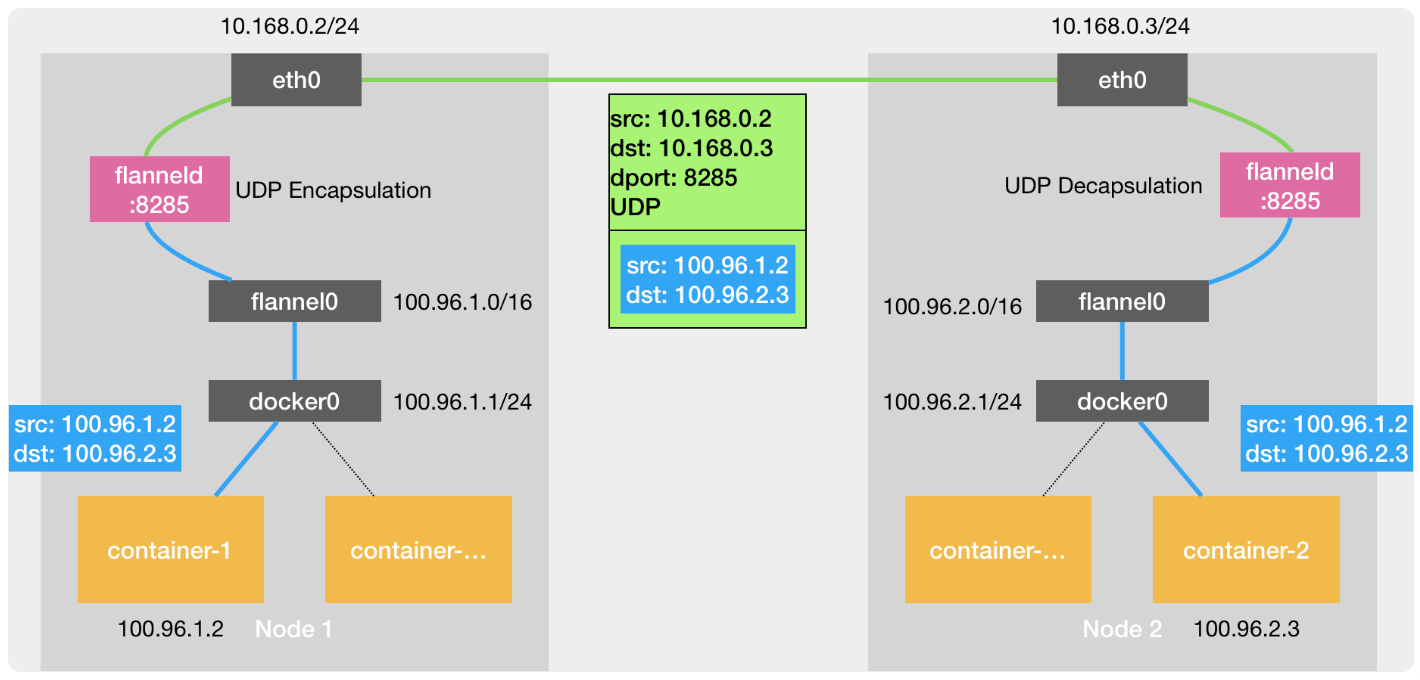 10.168.0.2/24
10.168.0.3/24
eth0
eth0
src: 10.168.0.2
dst: 10.168.0.3
dport: 8285
UDP
src: 100.96.1.2
dst: 100.96.2.3
flanneld
:8285
UDP Encapsulation
UDP Decapsulation
flanneld
:8285
flannel0
100.96.1.0/16
100.96.2.0/16
flannel0
docker0
100.96.1.1/24
100.96.2.1/24
docker0
src: 100.96.1.2
dst: 100.96.2.3
src: 100.96.1.2
dst: 100.96.2.3
container-1
container-...
container-...
container-2
100.96.1.2
Node 1
Node 2
100.96.2.3